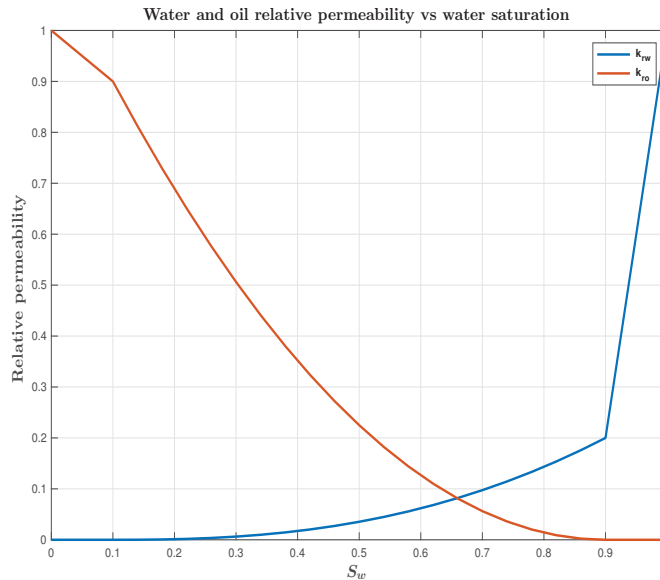 Water and oil relative permeability vs water saturation
k_rw
k_ro
Relative permeability
1
0.9
0.8
0.7
0.6
0.5
0.4
0.3
0.2
0.1
0
0 0.1 0.2 0.3 0.4 0.5 0.6 0.7 0.8 0.9
S_w